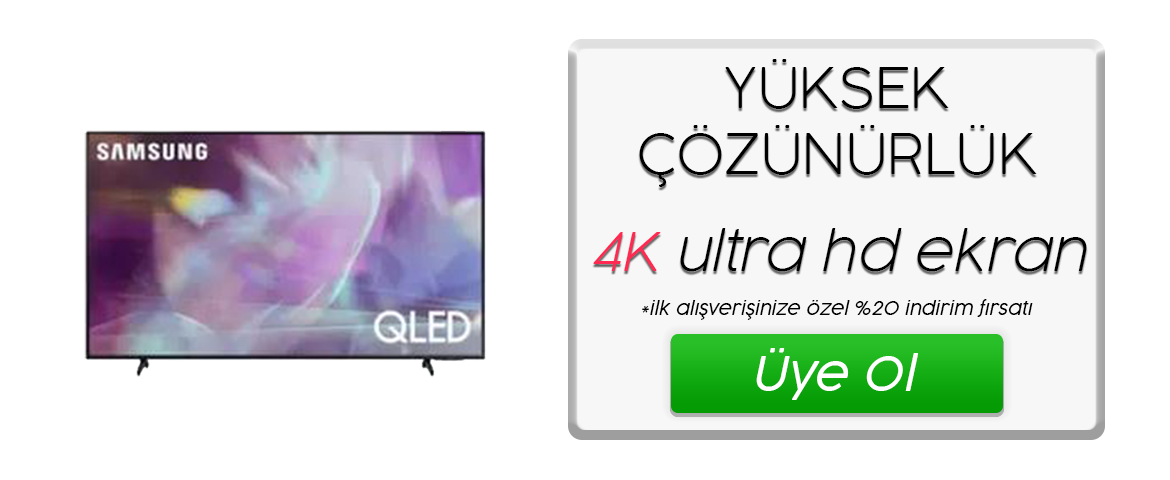 SAMSUNG
QLED
YÜKSEK
ÇÖZÜNÜRLÜK
4K ultra hd ekran
*ilk alışverişinize özel %20 indirim fırsatı
Üye Ol